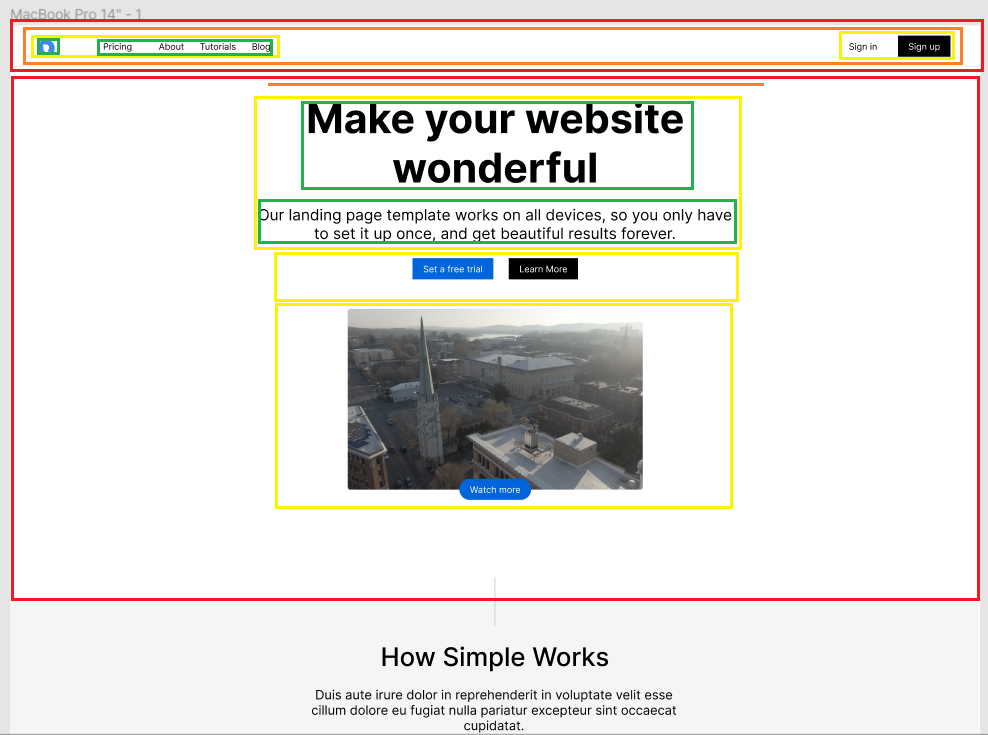 MacBook Pro 14" - 1
Pricing About Tutorials Blog Sign in Sign up
Make your website
wonderful
Our landing page template works on all devices, so you only have
to set it up once, and get beautiful results forever.
Set a free trial Learn More
Watch more
How Simple Works
Duis aute irure dolor in reprehenderit in voluptate velit esse
cillum dolore eu fugiat nulla pariatur excepteur sint occaecat
cupidatat.